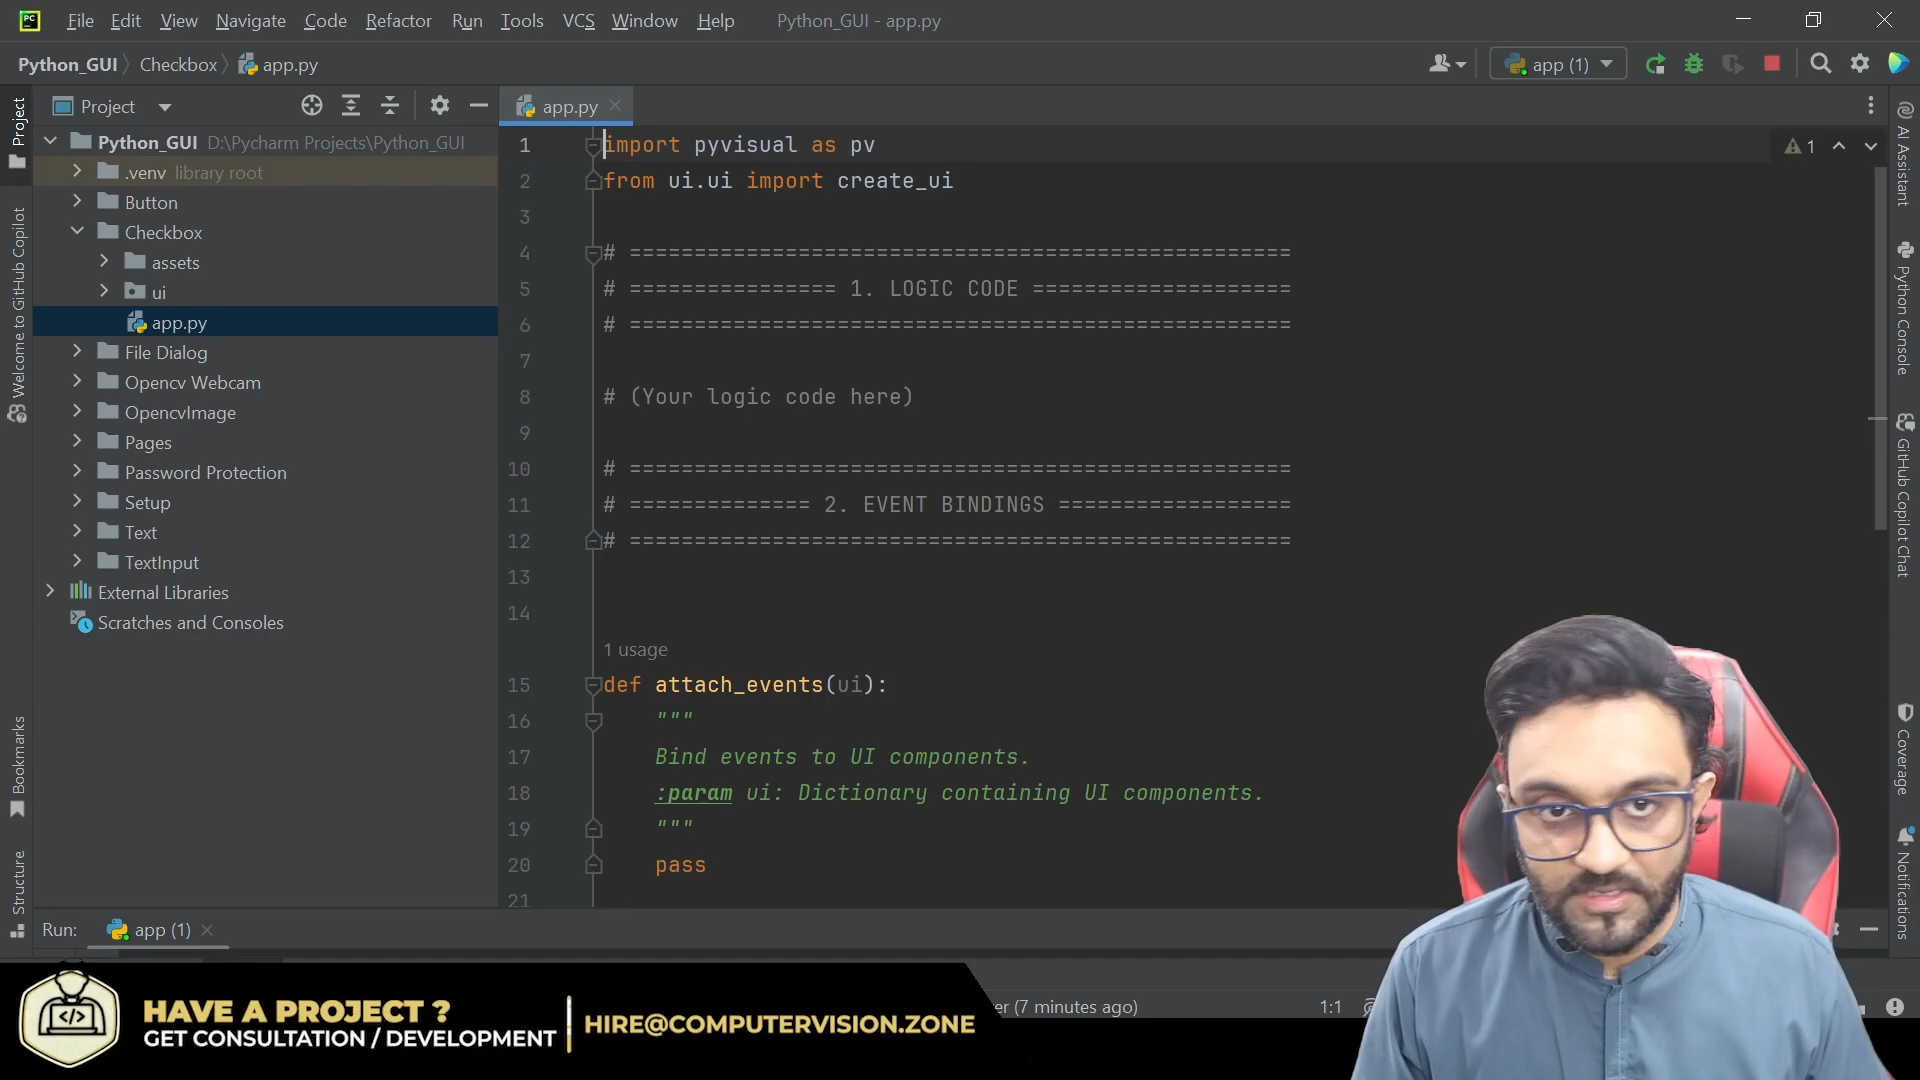 PC File Edit View Navigate Code Refactor Run Tools VCS Window Help Python_GUI - app.py
Python_GUI Checkbox app.py
app (1)
Project
app.py
Python_GUI D:\Pycharm Projects\Python_GUI
.venv library root
Button
Checkbox
assets
ui
app.py
File Dialog
Opencv Webcam
OpencvImage
Pages
Password Protection
Setup
Text
TextInput
External Libraries
Scratches and Consoles
Project
Welcome to GitHub Copilot
Bookmarks
Structure
1 import pyvisual as pv
2 from ui.ui import create_ui
3
4 # ===================================================
5 # ================ 1. LOGIC CODE ====================
6 # ===================================================
7
8 # (Your logic code here)
9
10 # ===================================================
11 # ============== 2. EVENT BINDINGS ==================
12 # ===================================================
13
14
1 usage
15 def attach_events(ui):
16 """
17 Bind events to UI components.
18 :param ui: Dictionary containing UI components.
19 """
20 pass
21
1
AI Assistant
Python Console
GitHub Copilot Chat
Coverage
Notifications
Run: app (1)
(7 minutes ago)
1:1
HAVE A PROJECT ?
GET CONSULTATION / DEVELOPMENT
HIRE@COMPUTERVISION.ZONE